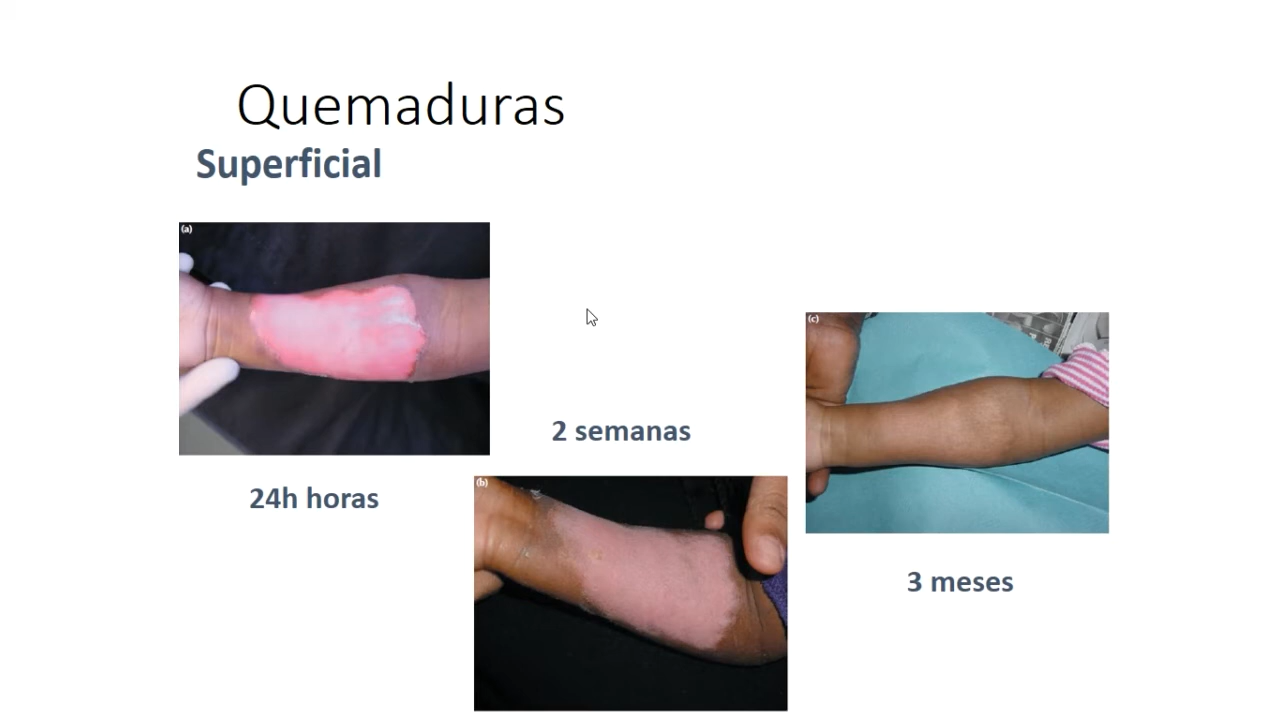 Quemaduras
Superficial
(a)
24h horas
2 semanas
(b)
(c)
3 meses